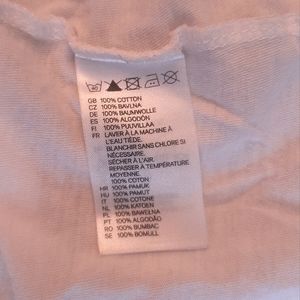 40
GB 100% COTTON
CZ 100% BAVLNA
DE 100% BAUMWOLLE
ES 100% ALGODÓN
FI 100% PUUVILLAA
FR LAVER À LA MACHINE À
L'EAU TIÈDE.
BLANCHIR SANS CHLORE SI
NÉCESSAIRE.
SÉCHER À L'AIR.
REPASSER À TEMPÉRATURE
MOYENNE.
100% COTON
HR 100% PAMUK
HU 100% PAMUT
IT 100% COTONE
NL 100% KATOEN
PL 100% BAWEŁNA
PT 100% ALGODÃO
RO 100% BUMBAC
SE 100% BOMULL